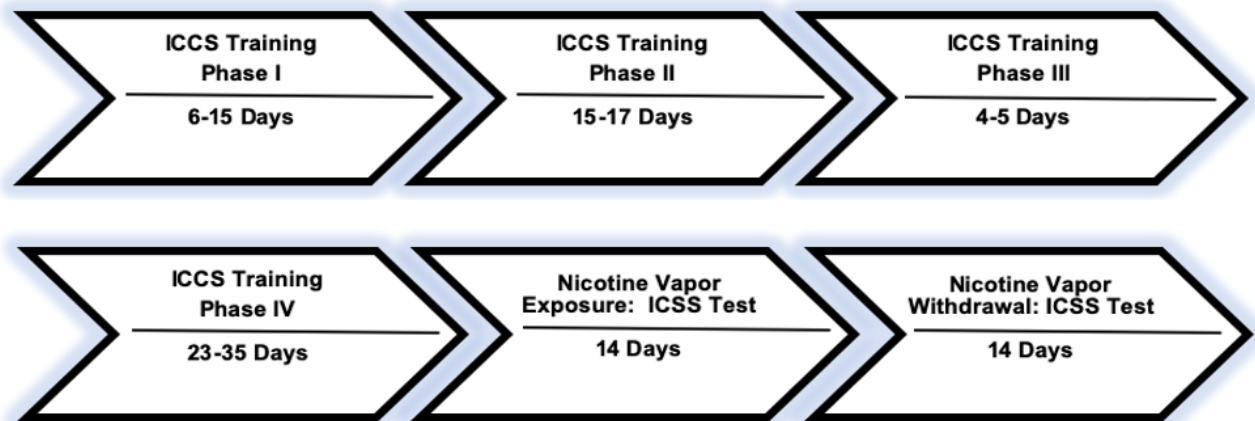 ICCS Training
Phase I
6-15 Days
ICCS Training
Phase II
15-17 Days
ICCS Training
Phase III
4-5 Days
ICCS Training
Phase IV
23-35 Days
Nicotine Vapor
Exposure: ICSS Test
14 Days
Nicotine Vapor
Withdrawal: ICSS Test
14 Days